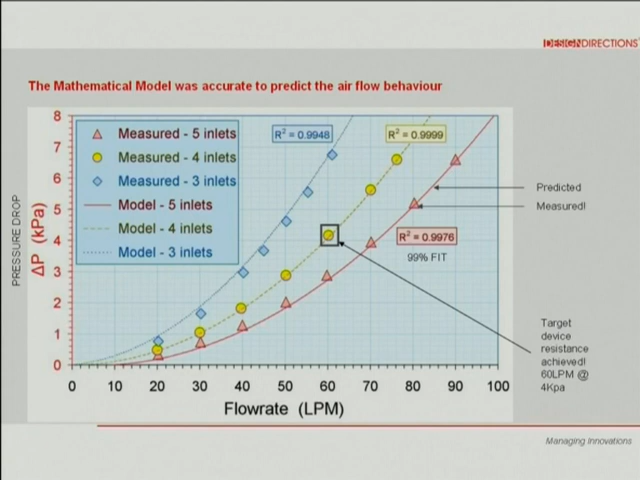 IDESIGNDIRECTIONS
The Mathematical Model was accurate to predict the air flow behaviour
PRESSURE DROP
ΔP (kPa)
8
7
6
5
4
3
2
1
0
Measured - 5 inlets
Measured - 4 inlets
Measured - 3 inlets
Model - 5 inlets
Model - 4 inlets
Model - 3 inlets
R² = 0.9948
R² = 0.9999
R² = 0.9976
99% FIT
Predicted
Measured!
Target
device
resistance
achieved!
60LPM @
4Kpa
0 10 20 30 40 50 60 70 80 90 100
Flowrate (LPM)
Managing Innovations